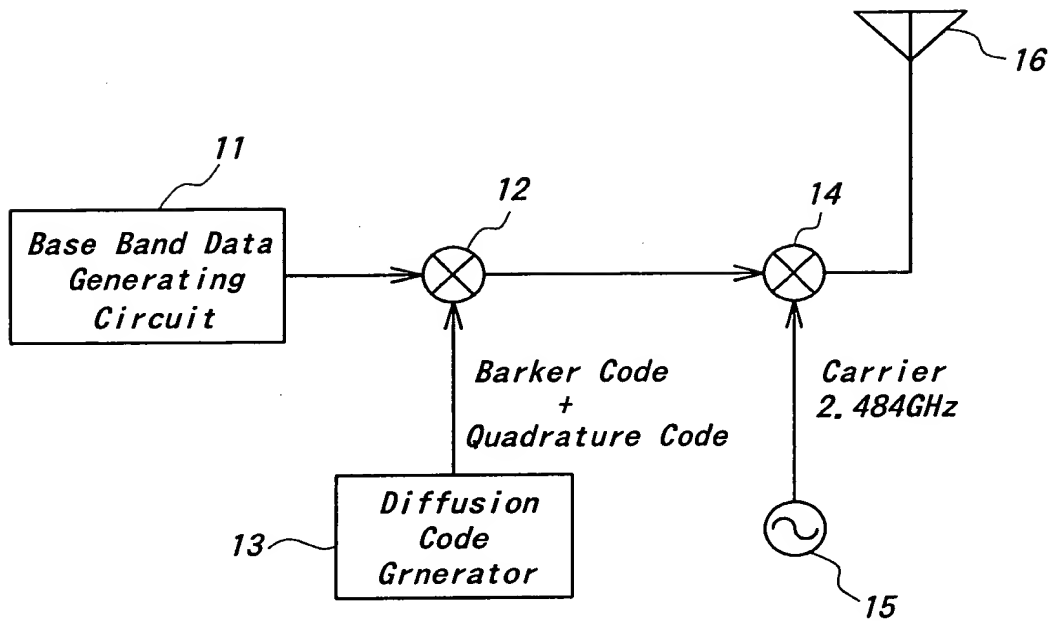 16
11
12
14
Base Band Data
Generating
Circuit
Barker Code
+
Quadrature Code
Carrier
2.484GHz
Diffusion
Code
Grnerator
13
15